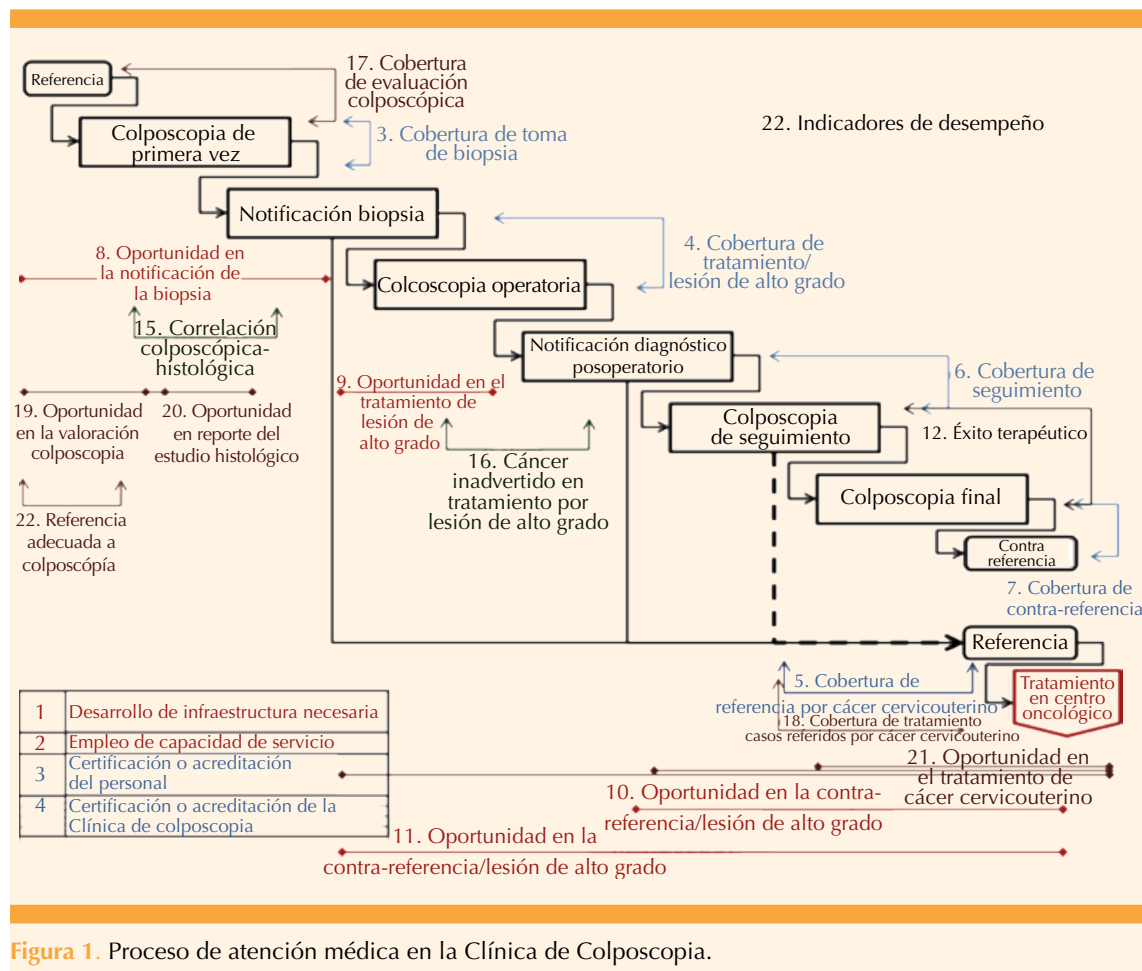 Referencia
17. Cobertura
de evaluación
colposcópica
Colposcopia de
primera vez
3. Cobertura de toma
de biopsia
22. Indicadores de desempeño
Notificación biopsia
8. Oportunidad en
la notificación de
la biopsia
4. Cobertura de
tratamiento/
lesión de alto grado
Colcoscopia operatoria
15. Correlación
colposcópica-
histológica
Notificación diagnóstico
posoperatorio
9. Oportunidad en el
tratamiento de
lesión de
alto grado
6. Cobertura de
seguimiento
19. Oportunidad
en la valoración
colposcopia
20. Oportunidad
en reporte del
estudio histológico
Colposcopia
de seguimiento
12. Éxito terapéutico
16. Cáncer
inadvertido en
tratamiento por
lesión de alto grado
Colposcopia final
22. Referencia
adecuada a
colposcópía
Contra
referencia
7. Cobertura de
contra-referencia
Referencia
5. Cobertura de
referencia por cácer cervicouterino
18. Cobertura de tratamiento
casos referidos por cácer cervicouterino
Tratamiento
en centro
oncológico
1 Desarrollo de infraestructura necesaria
2 Empleo de capacidad de servicio
3 Certificación o acreditación
del personal
4 Certificación o acreditación de la
Clínica de colposcopia
21. Oportunidad en
el tratamiento de
cácer cervicouterino
10. Oportunidad en la contra-
referencia/lesión de alto grado
11. Oportunidad en la
contra-referencia/lesión de alto grado
Figura 1. Proceso de atención médica en la Clínica de Colposcopia.